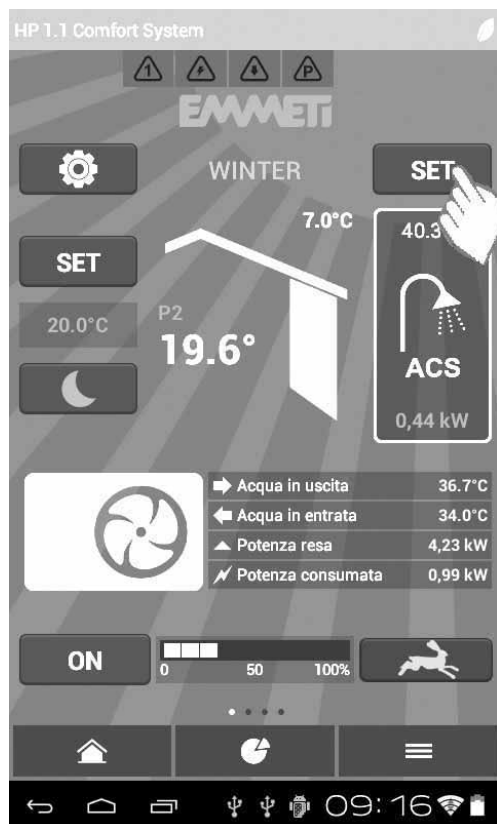 HP 1.1 Comfort System
1 P
EMMETI
WINTER
SET
7.0°C
40.3
SET
20.0°C
P2
19.6°
ACS
0,44 kW
Acqua in uscita 36.7°C
Acqua in entrata 34.0°C
Potenza resa 4,23 kW
Potenza consumata 0,99 kW
ON
0 50 100%
09:16